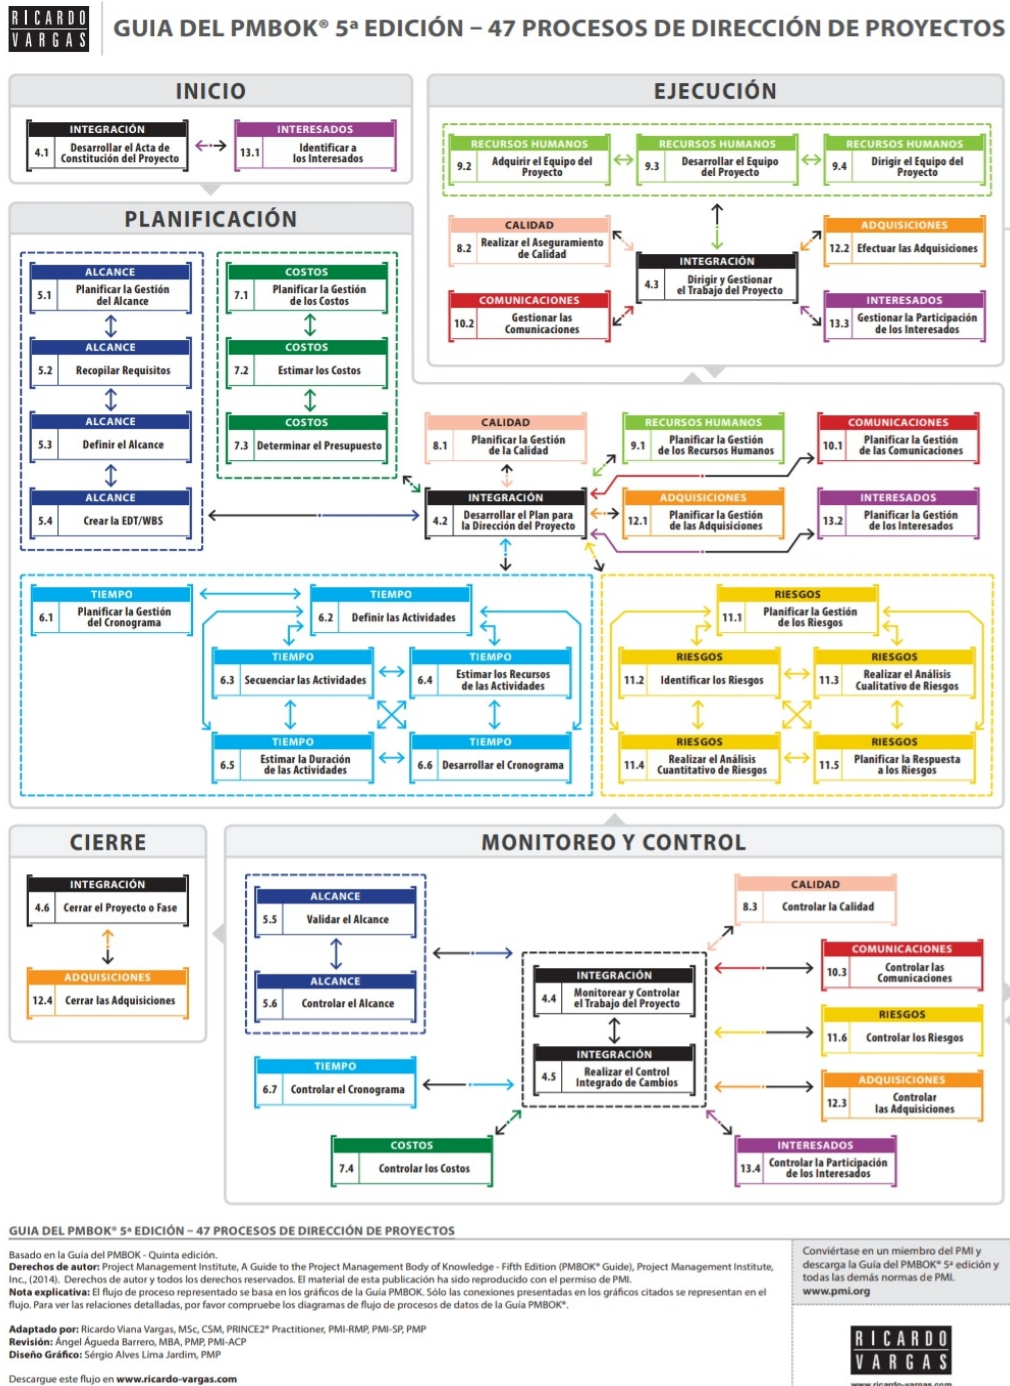 RICARDO
VARGAS
GUIA DEL PMBOK® 5ª EDICIÓN – 47 PROCESOS DE DIRECCIÓN DE PROYECTOS
INICIO
INTEGRACIÓN
4.1
Desarrollar el Acta de
Constitución del Proyecto
INTERESADOS
13.1
Identificar a
los Interesados
EJECUCIÓN
RECURSOS HUMANOS
9.2
Adquirir el Equipo del
Proyecto
RECURSOS HUMANOS
9.3
Desarrollar el Equipo
del Proyecto
RECURSOS HUMANOS
9.4
Dirigir el Equipo del
Proyecto
CALIDAD
8.2
Realizar el Aseguramiento
de Calidad
ADQUISICIONES
12.2
Efectuar las Adquisiciones
INTEGRACIÓN
4.3
Dirigir y Gestionar
el Trabajo del Proyecto
COMUNICACIONES
10.2
Gestionar las
Comunicaciones
INTERESADOS
13.3
Gestionar la Participación
de los Interesados
PLANIFICACIÓN
ALCANCE
5.1
Planificar la Gestión
del Alcance
ALCANCE
5.2
Recopilar Requisitos
ALCANCE
5.3
Definir el Alcance
ALCANCE
5.4
Crear la EDT/WBS
COSTOS
7.1
Planificar la Gestión
de los Costos
COSTOS
7.2
Estimar los Costos
COSTOS
7.3
Determinar el Presupuesto
CALIDAD
8.1
Planificar la Gestión
de la Calidad
RECURSOS HUMANOS
9.1
Planificar la Gestión
de los Recursos Humanos
COMUNICACIONES
10.1
Planificar la Gestión
de las Comunicaciones
INTEGRACIÓN
4.2
Desarrollar el Plan para
la Dirección del Proyecto
ADQUISICIONES
12.1
Planificar la Gestión
de las Adquisiciones
INTERESADOS
13.2
Planificar la Gestión
de los Interesados
TIEMPO
6.1
Planificar la Gestión
del Cronograma
TIEMPO
6.2
Definir las Actividades
TIEMPO
6.3
Secuenciar las Actividades
TIEMPO
6.4
Estimar los Recursos
de las Actividades
TIEMPO
6.5
Estimar la Duración
de las Actividades
TIEMPO
6.6
Desarrollar el Cronograma
RIESGOS
11.1
Planificar la Gestión
de los Riesgos
RIESGOS
11.2
Identificar los Riesgos
RIESGOS
11.3
Realizar el Análisis
Cualitativo de Riesgos
RIESGOS
11.4
Realizar el Análisis
Cuantitativo de Riesgos
RIESGOS
11.5
Planificar la Respuesta
a los Riesgos
CIERRE
INTEGRACIÓN
4.6
Cerrar el Proyecto o Fase
ADQUISICIONES
12.4
Cerrar las Adquisiciones
MONITOREO Y CONTROL
ALCANCE
5.5
Validar el Alcance
ALCANCE
5.6
Controlar el Alcance
TIEMPO
6.7
Controlar el Cronograma
COSTOS
7.4
Controlar los Costos
INTEGRACIÓN
4.4
Monitorear y Controlar
el Trabajo del Proyecto
INTEGRACIÓN
4.5
Realizar el Control
Integrado de Cambios
CALIDAD
8.3
Controlar la Calidad
COMUNICACIONES
10.3
Controlar las
Comunicaciones
RIESGOS
11.6
Controlar los Riesgos
ADQUISICIONES
12.3
Controlar
las Adquisiciones
INTERESADOS
13.4
Controlar la Participación
de los Interesados
GUIA DEL PMBOK® 5ª EDICIÓN – 47 PROCESOS DE DIRECCIÓN DE PROYECTOS
Basado en la Guía del PMBOK - Quinta edición.
Derechos de autor: Project Management Institute, A Guide to the Project Management Body of Knowledge - Fifth Edition (PMBOK® Guide), Project Management Institute,
Inc., (2014). Derechos de autor y todos los derechos reservados. El material de esta publicación ha sido reproducido con el permiso de PMI.
Nota explicativa: El flujo de proceso representado se basa en los gráficos de la Guía PMBOK. Sólo las conexiones presentadas en los gráficos citados se representan en el
flujo. Para ver las relaciones detalladas, por favor compruebe los diagramas de flujo de procesos de datos de la Guía PMBOK®.
Adaptado por: Ricardo Viana Vargas, MSc, CSM, PRINCE2® Practitioner, PMI-RMP, PMI-SP, PMP
Revisión: Ángel Águeda Barrero, MBA, PMP, PMI-ACP
Diseño Gráfico: Sérgio Alves Lima Jardim, PMP
Descargue este flujo en www.ricardo-vargas.com
Conviértase en un miembro del PMI y
descarga la Guía del PMBOK® 5ª edición y
todas las demás normas de PMI.
www.pmi.org
RICARDO
VARGAS
www.ricardo-vargas.com